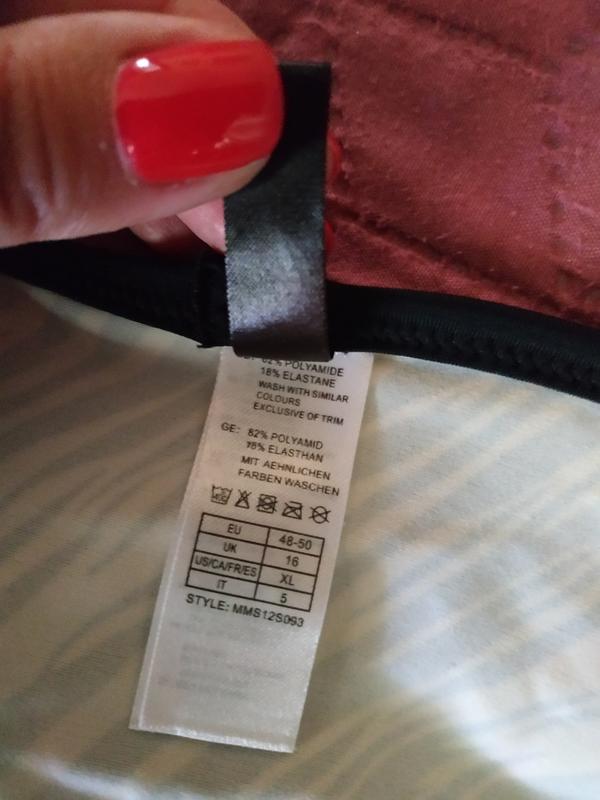 82% POLYAMIDE
18% ELASTANE
WASH WITH SIMILAR
COLOURS
EXCLUSIVE OF TRIM
GE: 82% POLYAMID
18% ELASTHAN
MIT AEHNLICHEN
FARBEN WASCHEN
EU 48-50
UK 16
US/CA/FR/ES XL
IT 5
STYLE: MMS12S093